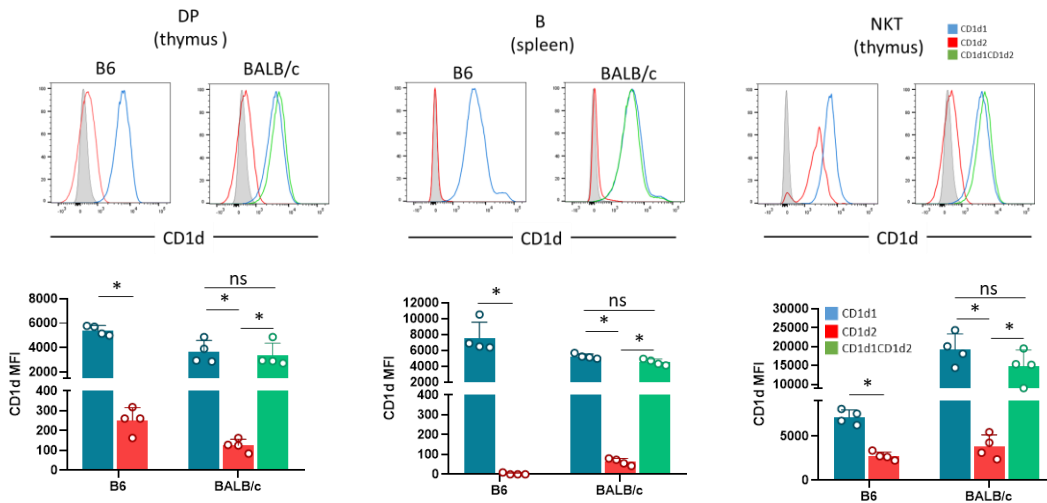 DP
(thymus )
B6
BALB/c
CD1d
B
(spleen)
B6
BALB/c
CD1d
NKT
(thymus)
CD1d1
CD1d2
CD1d1CD1d2
CD1d
8000
6000
4000
2000
400
300
200
100
0
CD1d MFI
*
ns
*
*
B6
BALB/c
12000
10000
8000
6000
4000
2000
400
300
200
100
0
CD1d MFI
*
ns
*
*
B6
BALB/c
30000
25000
20000
15000
10000
5000
0
CD1d MFI
CD1d1
CD1d2
CD1d1CD1d2
*
ns
*
*
B6
BALB/c